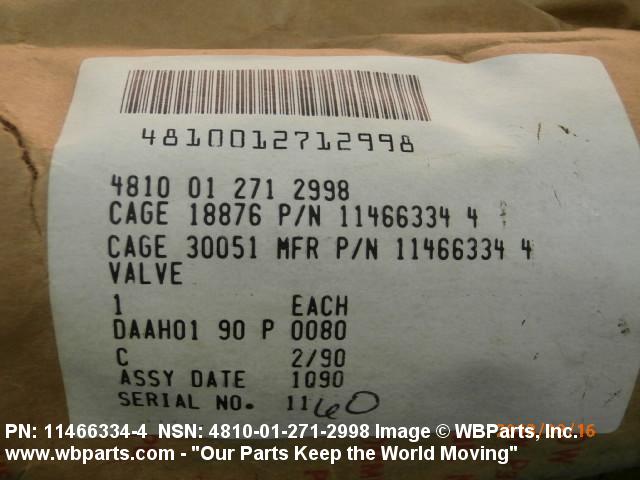 4810012712998
4810 01 271 2998
CAGE 18876 P/N 11466334 4
CAGE 30051 MFR P/N 11466334 4
VALVE
1 EACH
DAAH01 90 P 0080
C 2/90
ASSY DATE 1090
SERIAL NO. 1160
PN: 11466334-4 NSN: 4810-01-271-2998 Image © WBParts, Inc.
www.wbparts.com - "Our Parts Keep the World Moving"